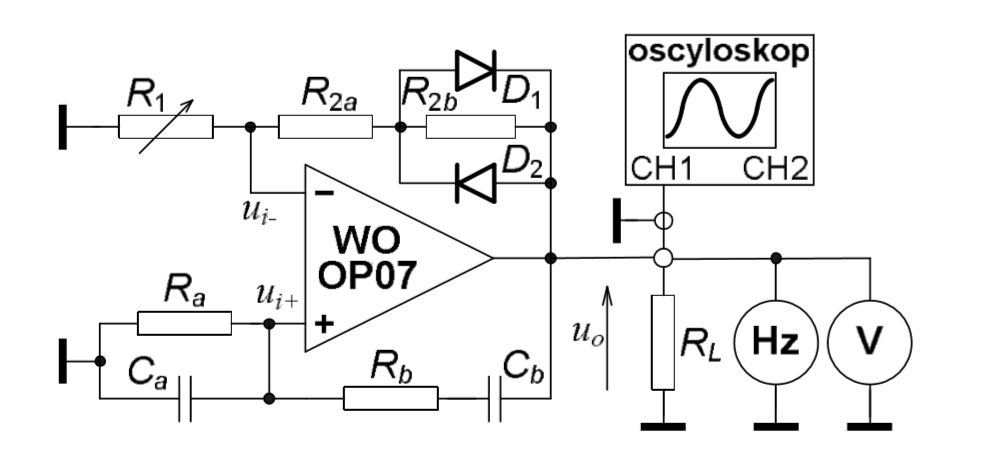 oscyloskop
CH1 CH2
R1
R2a
R2b
D1
D2
ui-
−
WO
OP07
Ra
ui+
+
Ca
Rb
Cb
uo
RL
Hz
V